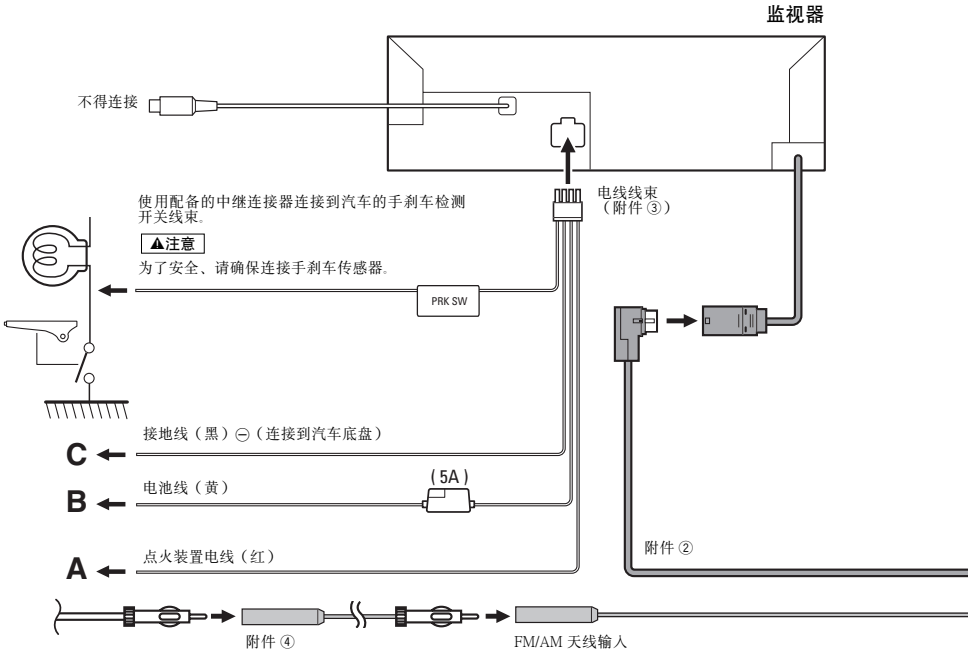 监视器
不得连接
电线线束
（附件③）
使用配备的中继连接器连接到汽车的手刹车检测
开关线束。
注意
为了安全、请确保连接手刹车传感器。
PRK SW
C
接地线（黑）⊖（连接到汽车底盘）
B
电池线（黄）
( 5A )
A
点火装置电线（红）
附件②
附件④
FM/AM 天线输入